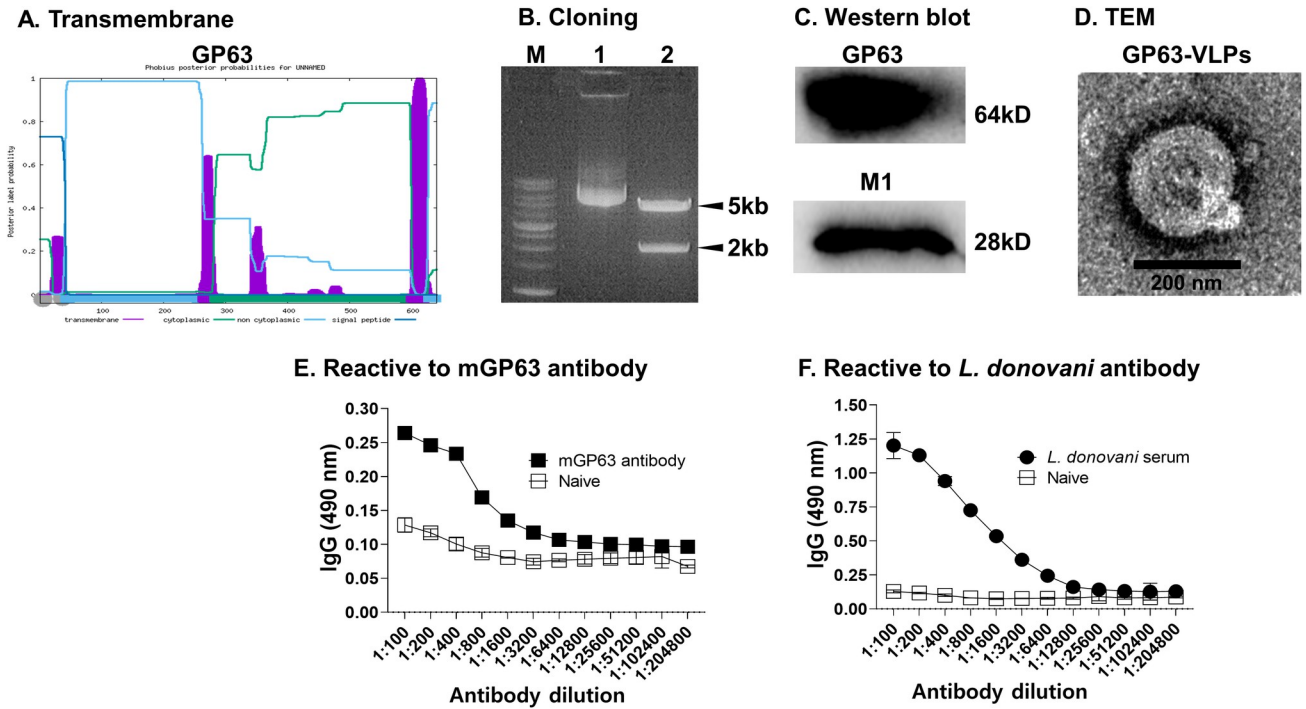 A. Transmembrane
GP63
Phobius posterior probabilities for UNNAMED
Posterior label probability
1
0.8
0.6
0.4
0.2
0
100
200
300
400
500
600
transmembrane
cytoplasmic
non cytoplasmic
signal peptide
B. Cloning
M 1 2
5kb
2kb
C. Western blot
GP63
64kD
M1
28kD
D. TEM
GP63-VLPs
200 nm
E. Reactive to mGP63 antibody
IgG (490 nm)
0.30
0.25
0.20
0.15
0.10
0.05
0.00
mGP63 antibody
Naive
1:100
1:200
1:400
1:800
1:1600
1:3200
1:6400
1:12800
1:25600
1:51200
1:102400
1:204800
Antibody dilution
F. Reactive to L. donovani antibody
IgG (490 nm)
1.50
1.25
1.00
0.75
0.50
0.25
0.00
L. donovani serum
Naive
1:100
1:200
1:400
1:800
1:1600
1:3200
1:6400
1:12800
1:25600
1:51200
1:102400
1:204800
Antibody dilution